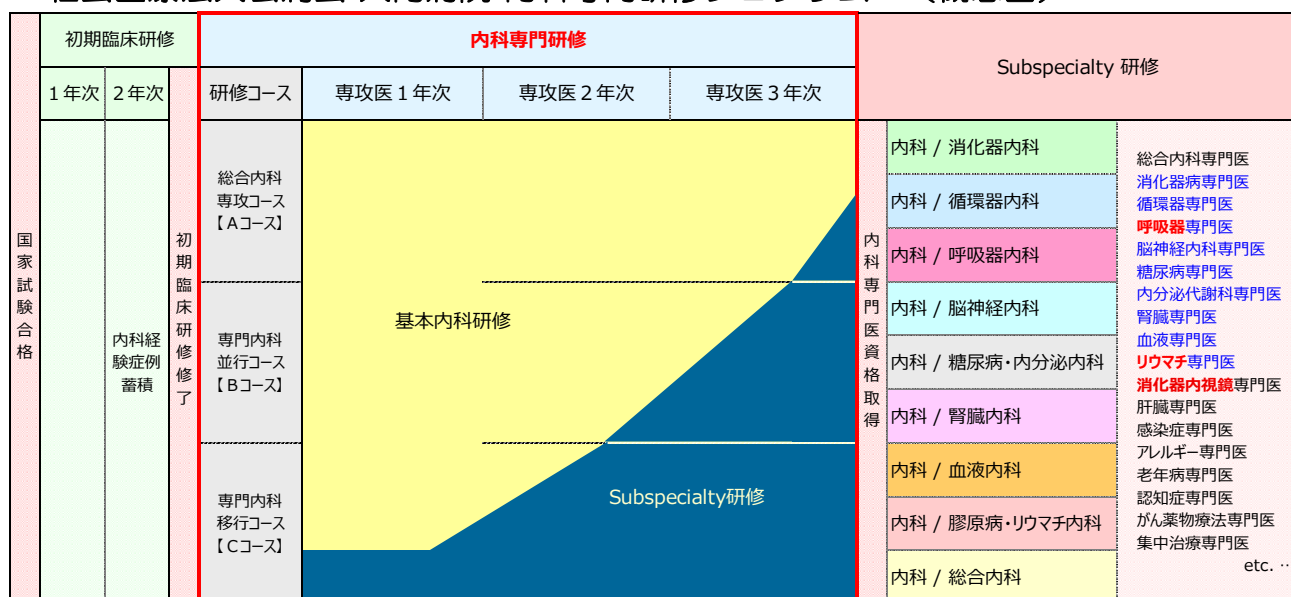 初期臨床研修
内科専門研修
Subspecialty 研修
1年次
2年次
研修コース
専攻医1年次
専攻医2年次
専攻医3年次
国家試験合格
内科経
験症例
蓄積
初期臨床研修修了
総合内科
専攻コース
【Aコース】
専門内科
並行コース
【Bコース】
専門内科
移行コース
【Cコース】
基本内科研修
Subspecialty研修
内科専門医資格取得
内科 / 消化器内科
内科 / 循環器内科
内科 / 呼吸器内科
内科 / 脳神経内科
内科 / 糖尿病・内分泌内科
内科 / 腎臓内科
内科 / 血液内科
内科 / 膠原病・リウマチ内科
内科 / 総合内科
総合内科専門医
消化器病専門医
循環器専門医
呼吸器専門医
脳神経内科専門医
糖尿病専門医
内分泌代謝科専門医
腎臓専門医
血液専門医
リウマチ専門医
消化器内視鏡専門医
肝臓専門医
感染症専門医
アレルギー専門医
老年病専門医
認知症専門医
がん薬物療法専門医
集中治療専門医
etc. …